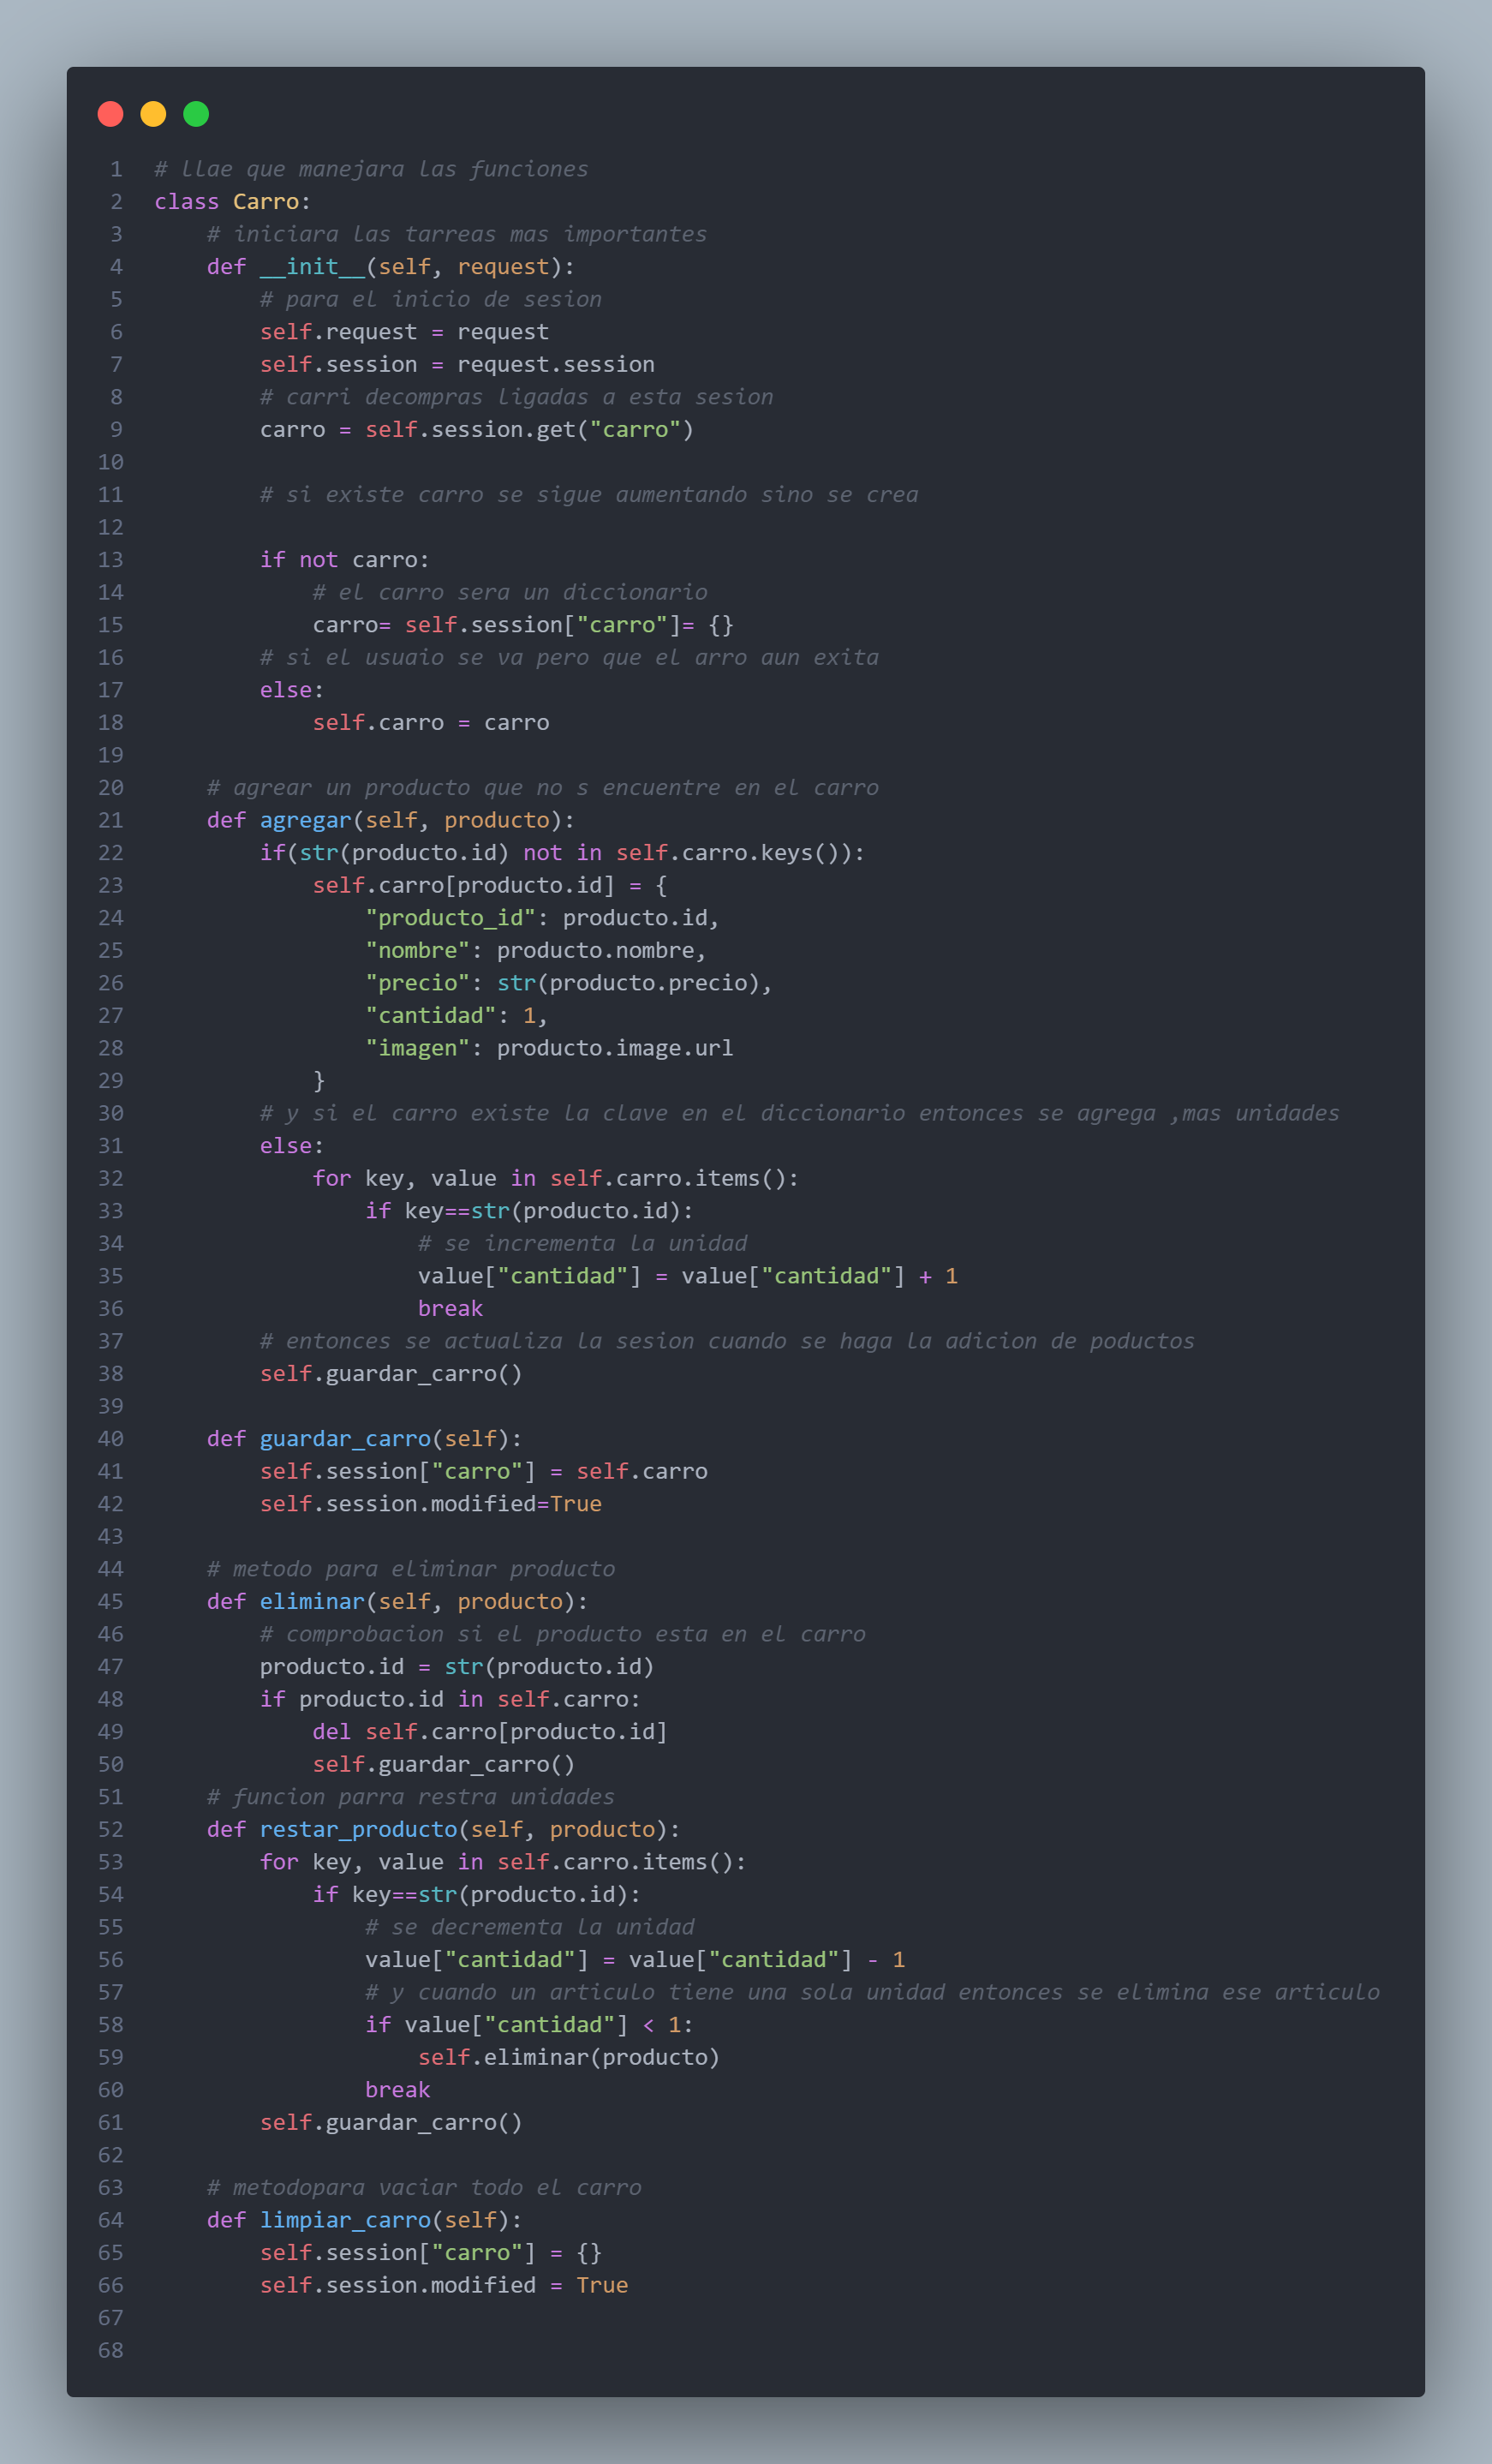 1 # llae que manejara las funciones
2 class Carro:
3     # iniciara las tarreas mas importantes
4     def __init__(self, request):
5         # para el inicio de sesion
6         self.request = request
7         self.session = request.session
8         # carri decompras ligadas a esta sesion
9         carro = self.session.get("carro")
10
11         # si existe carro se sigue aumentando sino se crea
12
13         if not carro:
14             # el carro sera un diccionario
15             carro= self.session["carro"]= {}
16         # si el usuaio se va pero que el arro aun exita
17         else:
18             self.carro = carro
19
20     # agrear un producto que no s encuentre en el carro
21     def agregar(self, producto):
22         if(str(producto.id) not in self.carro.keys()):
23             self.carro[producto.id] = {
24                 "producto_id": producto.id,
25                 "nombre": producto.nombre,
26                 "precio": str(producto.precio),
27                 "cantidad": 1,
28                 "imagen": producto.image.url
29             }
30         # y si el carro existe la clave en el diccionario entonces se agrega ,mas unidades
31         else:
32             for key, value in self.carro.items():
33                 if key==str(producto.id):
34                     # se incrementa la unidad
35                     value["cantidad"] = value["cantidad"] + 1
36                     break
37         # entonces se actualiza la sesion cuando se haga la adicion de poductos
38         self.guardar_carro()
39
40     def guardar_carro(self):
41         self.session["carro"] = self.carro
42         self.session.modified=True
43
44     # metodo para eliminar producto
45     def eliminar(self, producto):
46         # comprobacion si el producto esta en el carro
47         producto.id = str(producto.id)
48         if producto.id in self.carro:
49             del self.carro[producto.id]
50             self.guardar_carro()
51     # funcion parra restra unidades
52     def restar_producto(self, producto):
53         for key, value in self.carro.items():
54             if key==str(producto.id):
55                 # se decrementa la unidad
56                 value["cantidad"] = value["cantidad"] - 1
57                 # y cuando un articulo tiene una sola unidad entonces se elimina ese articulo
58                 if value["cantidad"] < 1:
59                     self.eliminar(producto)
60                 break
61         self.guardar_carro()
62
63     # metodopara vaciar todo el carro
64     def limpiar_carro(self):
65         self.session["carro"] = {}
66         self.session.modified = True
67
68